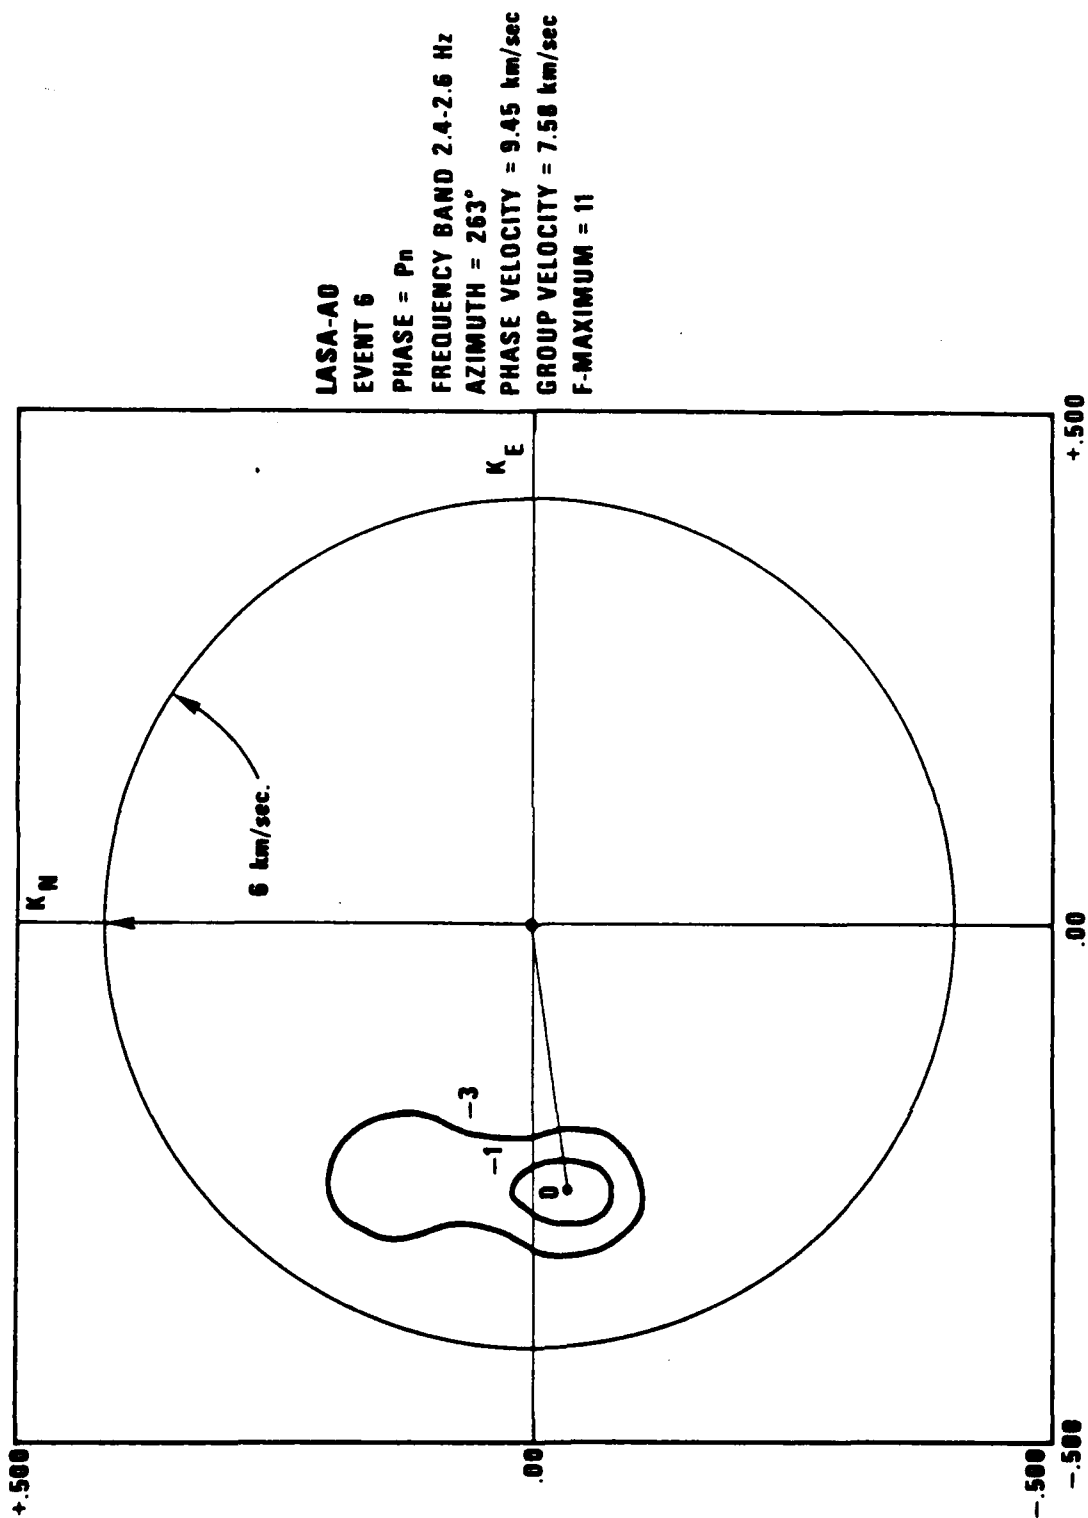 LASA-AO
EVENT 6
PHASE = Pn
FREQUENCY BAND 2.4-2.6 Hz
AZIMUTH = 263°
PHASE VELOCITY = 9.45 km/sec
GROUP VELOCITY = 7.58 km/sec
F-MAXIMUM = 11
+.500
.00
-.500
-.500
.00
+.500
K N
K E
6 km/sec.
-3
-1
0